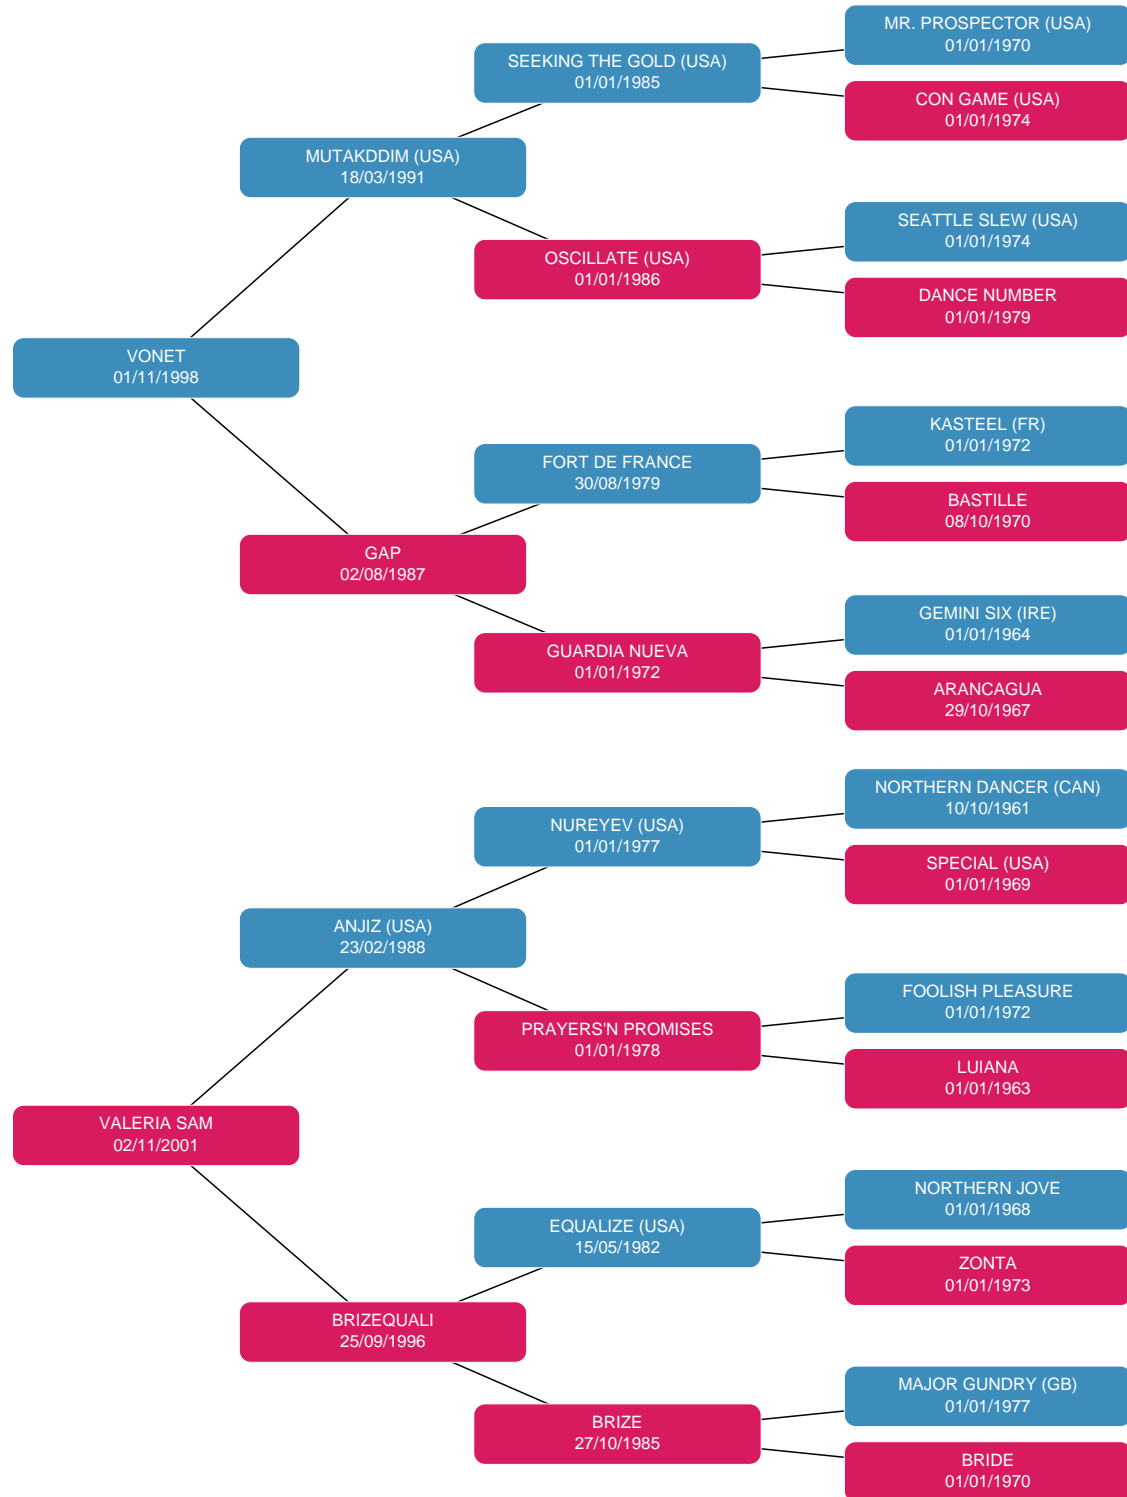 MR. PROSPECTOR (USA)
01/01/1970
SEEKING THE GOLD (USA)
01/01/1985
CON GAME (USA)
01/01/1974
MUTAKDDIM (USA)
18/03/1991
SEATTLE SLEW (USA)
01/01/1974
OSCILLATE (USA)
01/01/1986
DANCE NUMBER
01/01/1979
VONET
01/11/1998
KASTEEL (FR)
01/01/1972
FORT DE FRANCE
30/08/1979
BASTILLE
08/10/1970
GAP
02/08/1987
GEMINI SIX (IRE)
01/01/1964
GUARDIA NUEVA
01/01/1972
ARANCAGUA
29/10/1967
NORTHERN DANCER (CAN)
10/10/1961
NUREYEV (USA)
01/01/1977
SPECIAL (USA)
01/01/1969
ANJIZ (USA)
23/02/1988
FOOLISH PLEASURE
01/01/1972
PRAYERS'N PROMISES
01/01/1978
LUIANA
01/01/1963
VALERIA SAM
02/11/2001
NORTHERN JOVE
01/01/1968
EQUALIZE (USA)
15/05/1982
ZONTA
01/01/1973
BRIZEQUALI
25/09/1996
MAJOR GUNDRY (GB)
01/01/1977
BRIZE
27/10/1985
BRIDE
01/01/1970